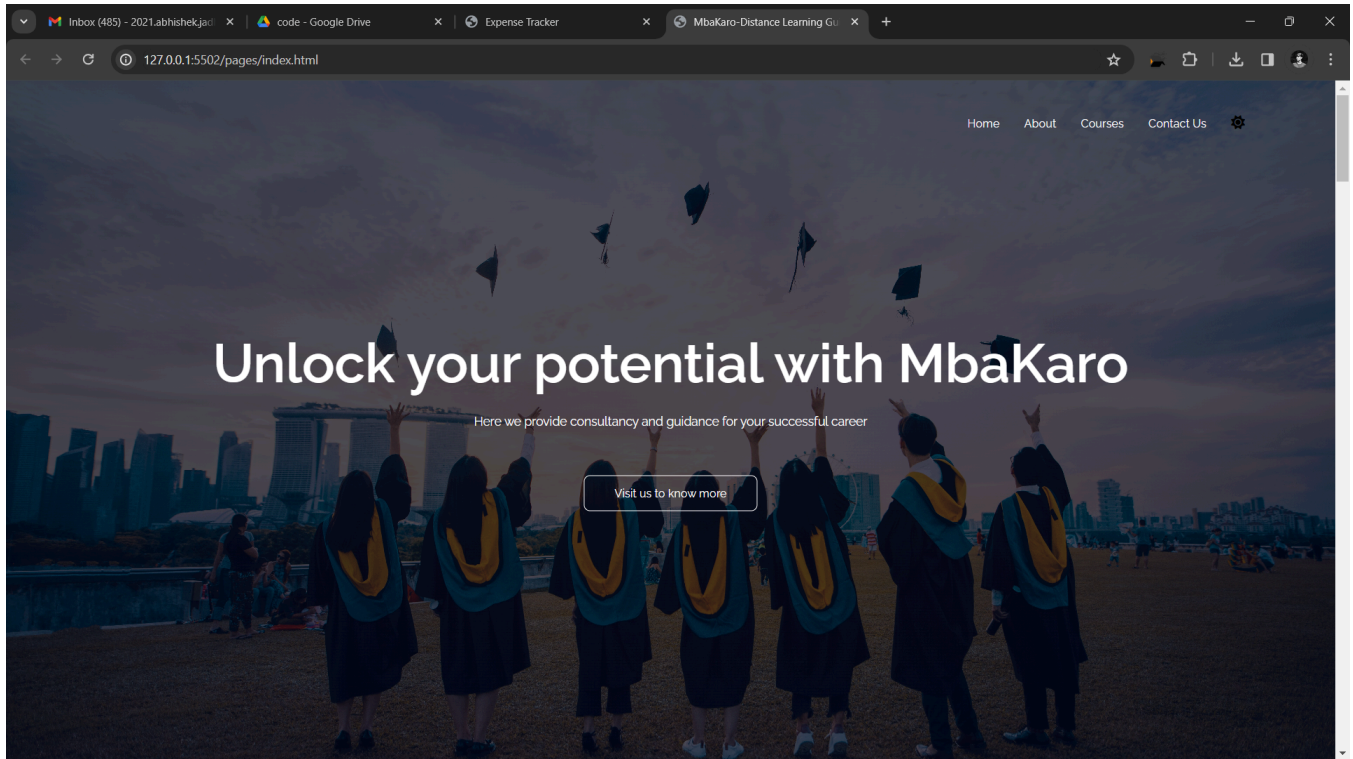 Inbox (485) - 2021.abhishek.jad
code - Google Drive
Expense Tracker
MbaKaro-Distance Learning Gu
127.0.0.1:5502/pages/index.html
Home About Courses Contact Us
Unlock your potential with MbaKaro
Here we provide consultancy and guidance for your successful career
Visit us to know more